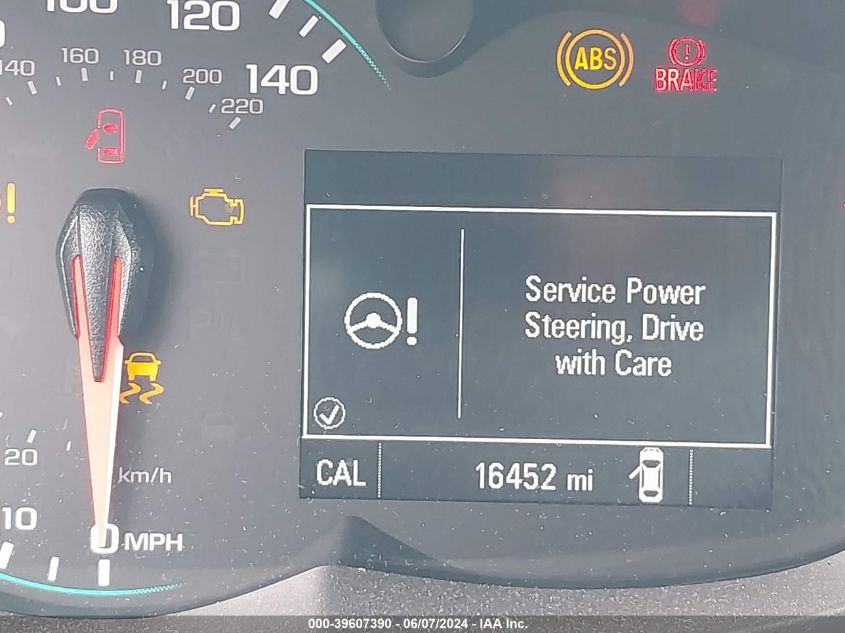 120
140
160
180
140
200
220
ABS
BRAKE
Service Power
Steering, Drive
with Care
CAL
16452 mi
20
km/h
10
0 MPH
000-39607390 - 06/07/2024 - IAA Inc.